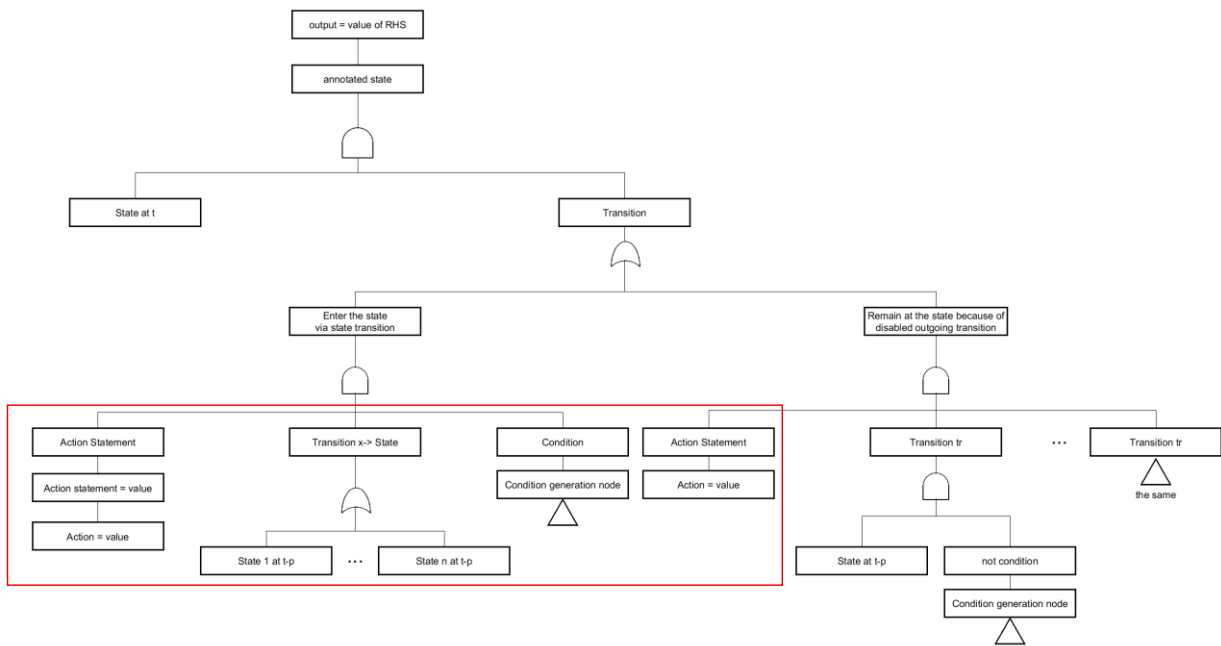 output = value of RHS
annotated state
State at t
Transition
Enter the state
via state transition
Remain at the state because of
disabled outgoing transition
Action Statement
Transition x-> State
Condition
Action Statement
Transition tr
...
Transition tr
Action statement = value
Condition generation node
Action = value
the same
Action = value
State 1 at t-p
...
State n at t-p
State at t-p
not condition
Condition generation node